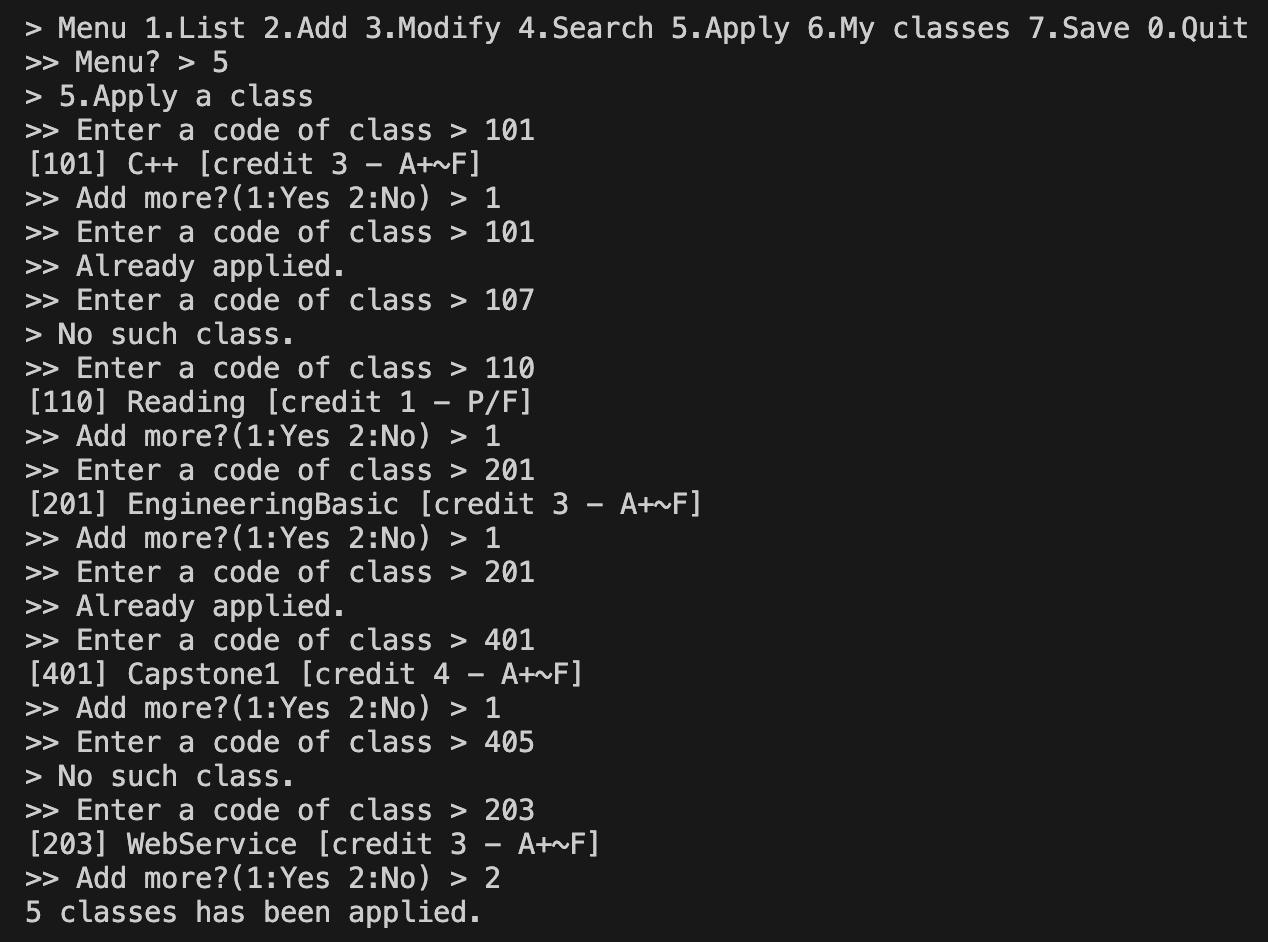 > Menu 1.List 2.Add 3.Modify 4.Search 5.Apply 6.My classes 7.Save 0.Quit
>> Menu? > 5
> 5.Apply a class
>> Enter a code of class > 101
[101] C++ [credit 3 - A+~F]
>> Add more?(1:Yes 2:No) > 1
>> Enter a code of class > 101
>> Already applied.
>> Enter a code of class > 107
> No such class.
>> Enter a code of class > 110
[110] Reading [credit 1 - P/F]
>> Add more?(1:Yes 2:No) > 1
>> Enter a code of class > 201
[201] EngineeringBasic [credit 3 - A+~F]
>> Add more?(1:Yes 2:No) > 1
>> Enter a code of class > 201
>> Already applied.
>> Enter a code of class > 401
[401] Capstone1 [credit 4 - A+~F]
>> Add more?(1:Yes 2:No) > 1
>> Enter a code of class > 405
> No such class.
>> Enter a code of class > 203
[203] WebService [credit 3 - A+~F]
>> Add more?(1:Yes 2:No) > 2
5 classes has been applied.